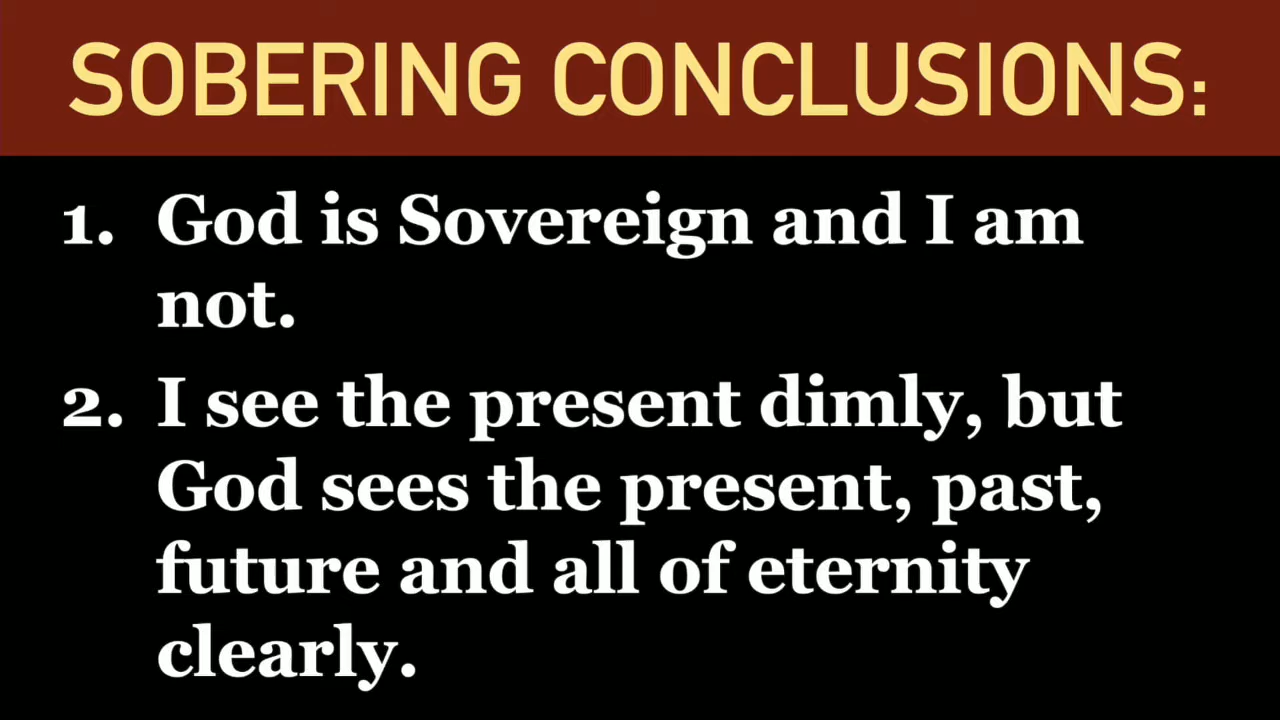 SOBERING CONCLUSIONS:
1. God is Sovereign and I am
not.
2. I see the present dimly, but
God sees the present, past,
future and all of eternity
clearly.